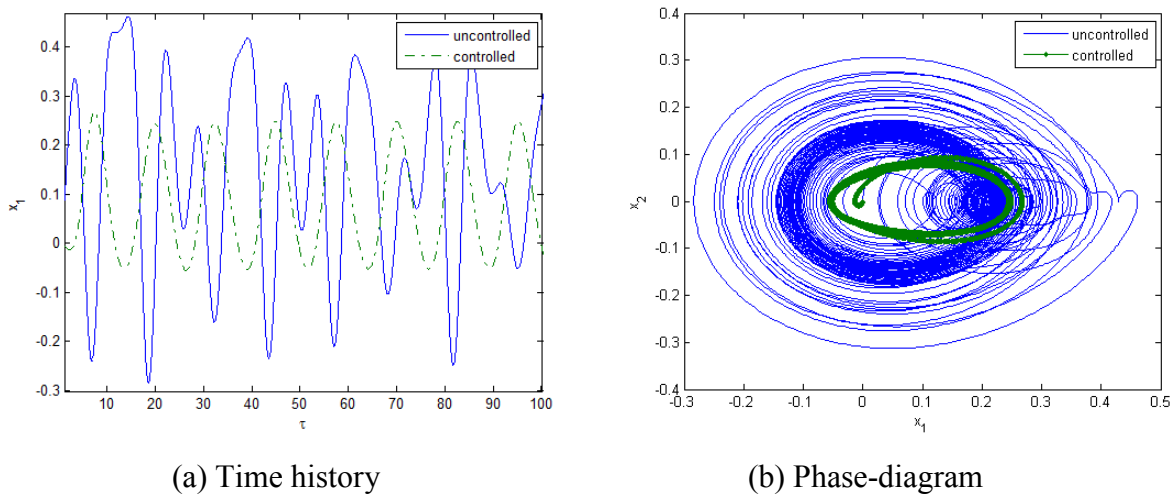 uncontrolled
controlled
0.4
0.3
0.2
0.1
0
-0.1
-0.2
-0.3
x1
10 20 30 40 50 60 70 80 90 100
τ
(a) Time history
uncontrolled
controlled
0.4
0.3
0.2
0.1
0
-0.1
-0.2
-0.3
-0.4
x2
-0.3 -0.2 -0.1 0 0.1 0.2 0.3 0.4 0.5
x1
(b) Phase-diagram